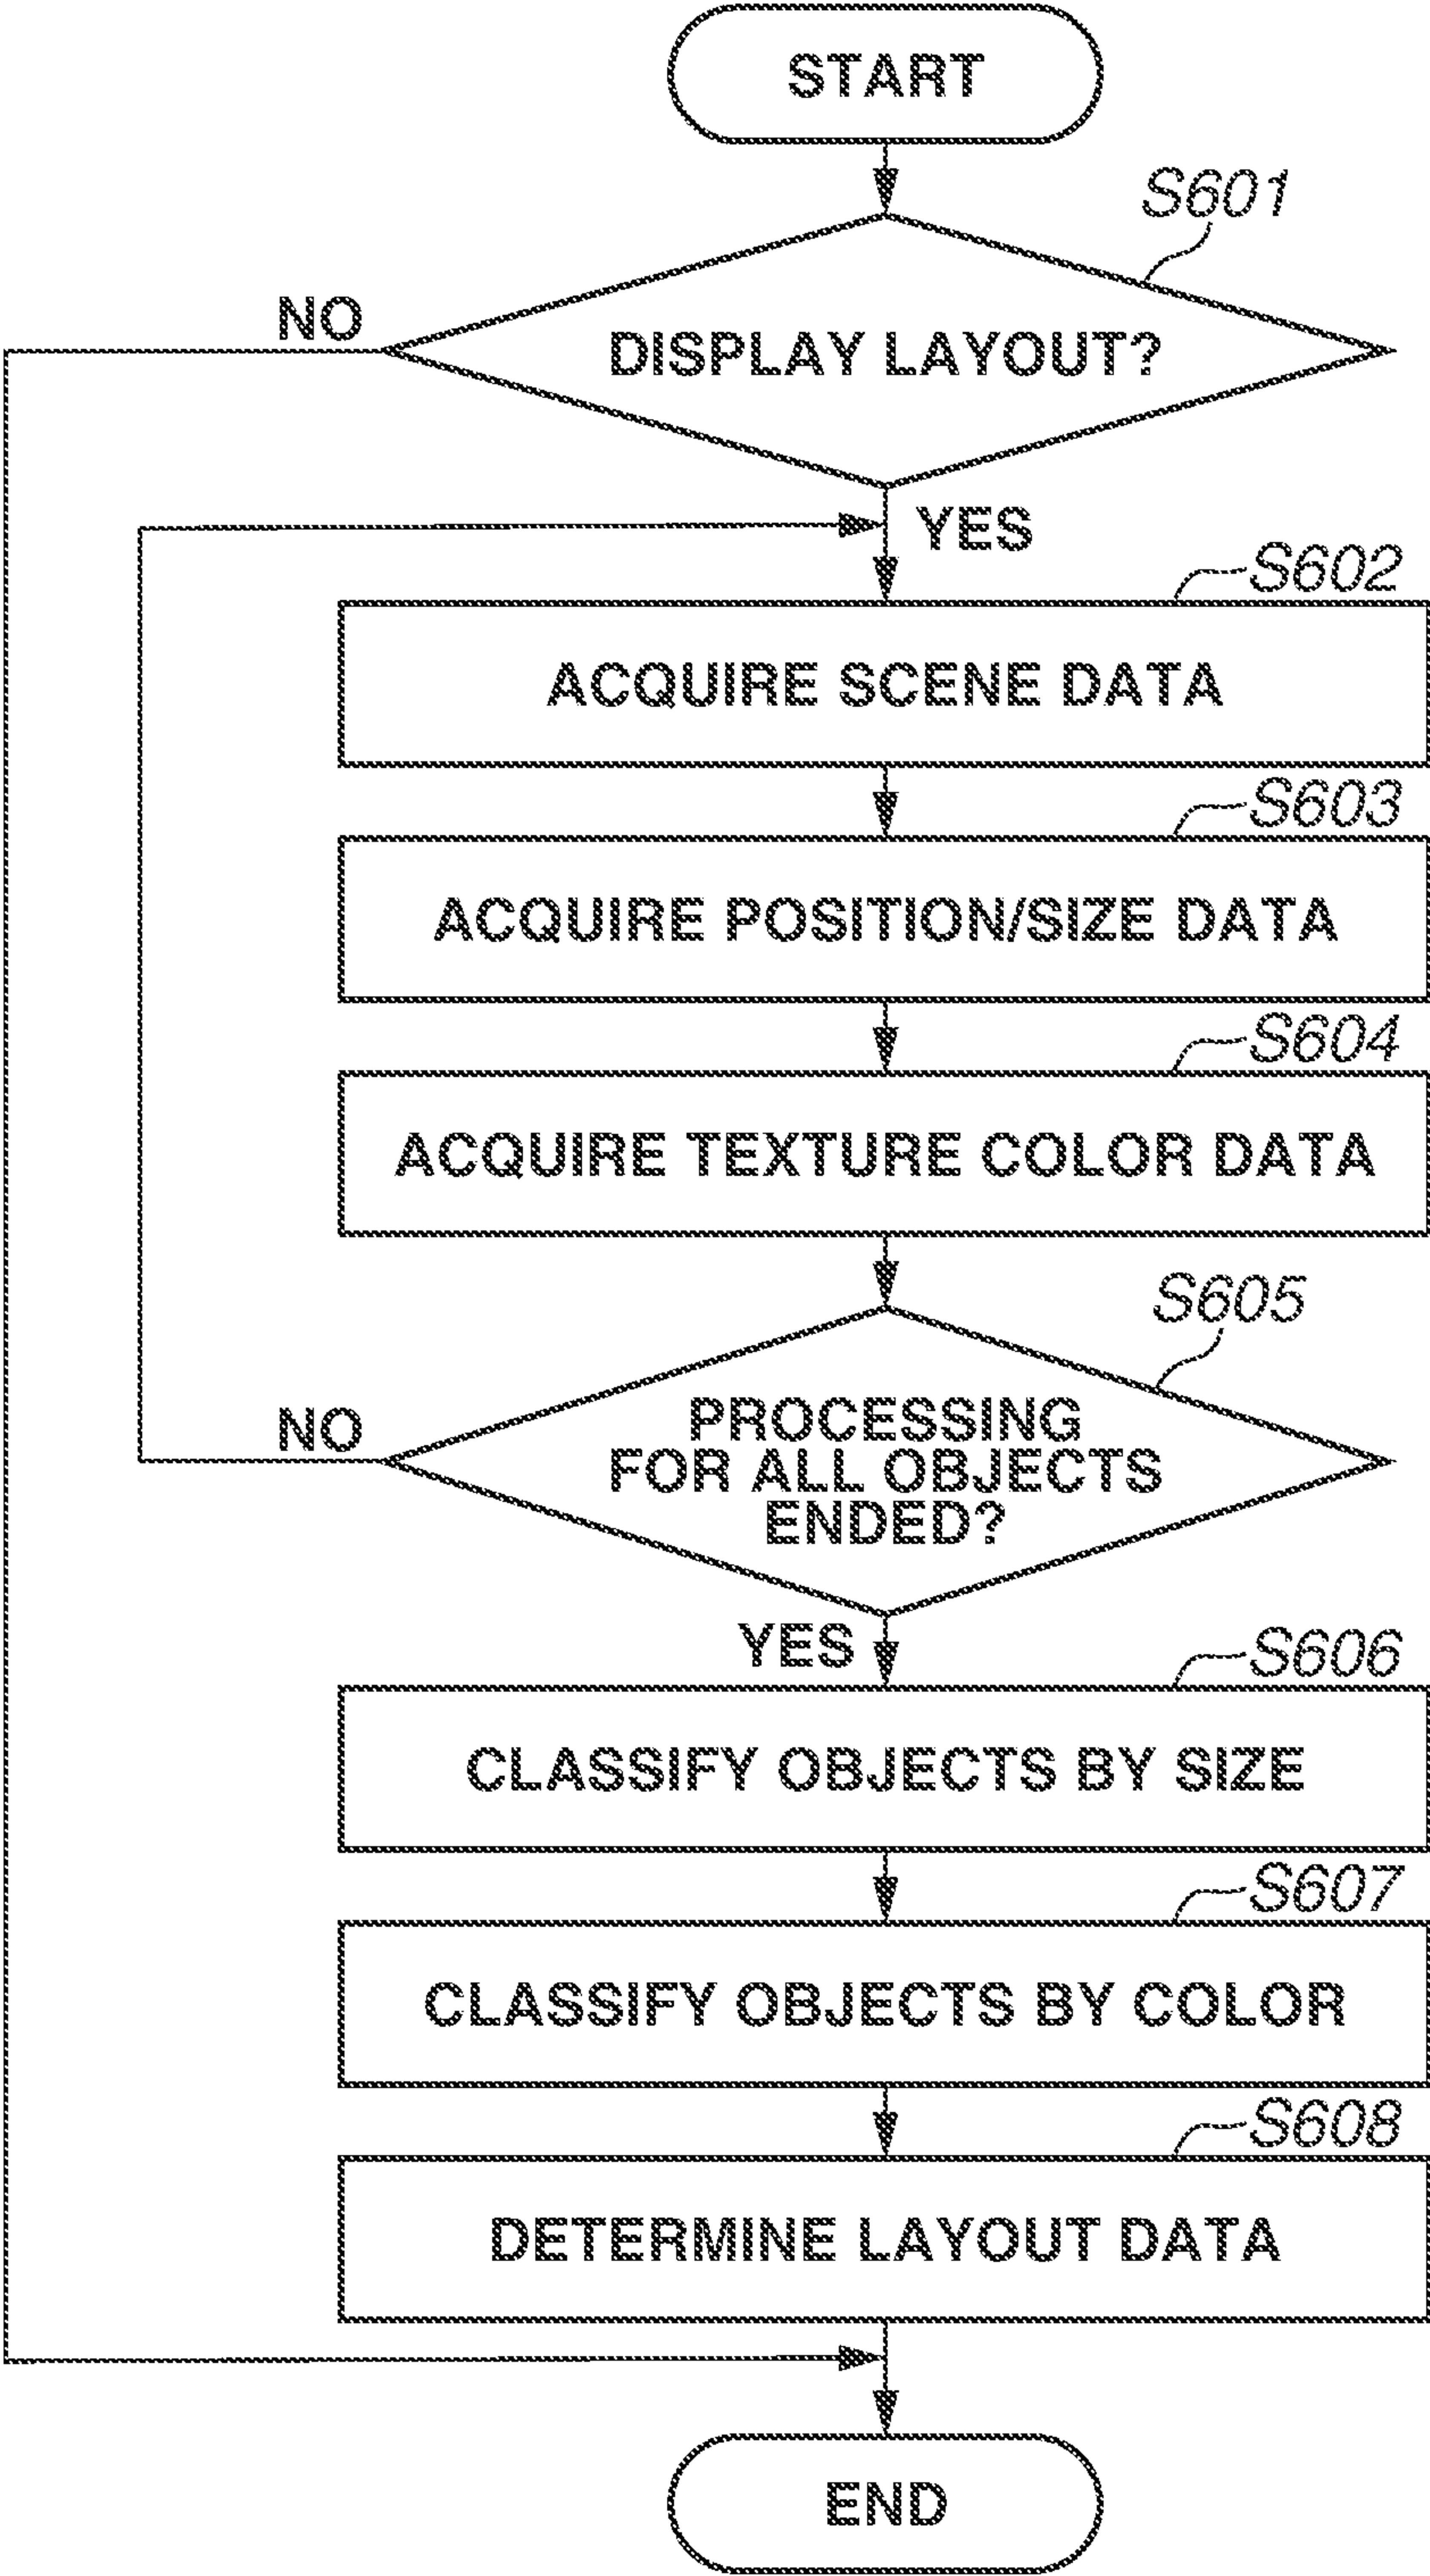 START
S601
NO
DISPLAY LAYOUT?
YES
S602
ACQUIRE SCENE DATA
S603
ACQUIRE POSITION/SIZE DATA
S604
ACQUIRE TEXTURE COLOR DATA
S605
NO
PROCESSING
FOR ALL OBJECTS
ENDED?
YES
S606
CLASSIFY OBJECTS BY SIZE
S607
CLASSIFY OBJECTS BY COLOR
S608
DETERMINE LAYOUT DATA
END